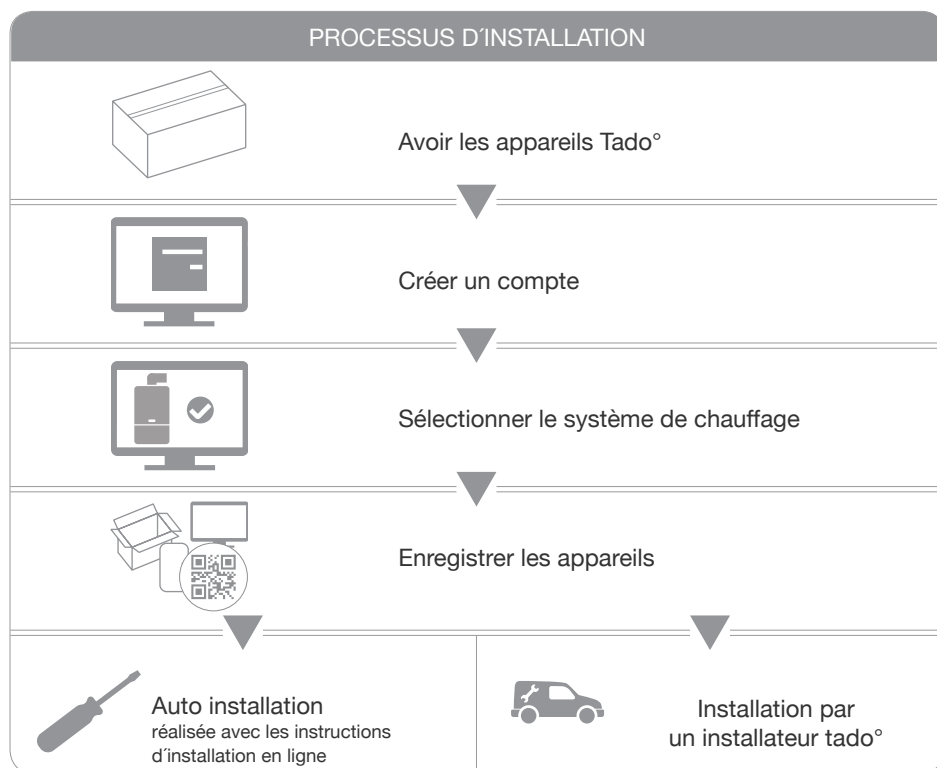 PROCESSUS D´INSTALLATION
Avoir les appareils Tado°
Créer un compte
Sélectionner le système de chauffage
Enregistrer les appareils
Auto installation
réalisée avec les instructions
d´installation en ligne
Installation par
un installateur tado°